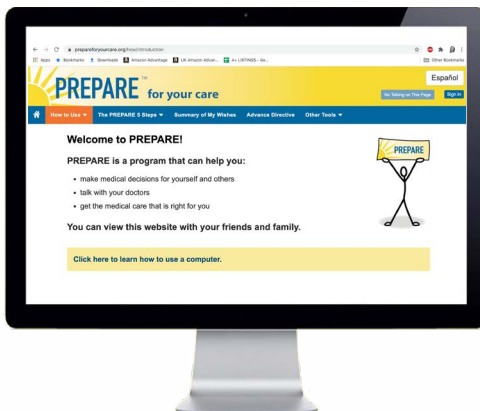 prepareforyourcare.org/how/introduction
Apps Bookmarks Downloads Amazon Advantage UK Amazon Advan... A+ LISTINGS - Go... Other Bookmarks
PREPARE™ for your care
Español
No Talking on This Page Sign In
How to Use The PREPARE 5 Steps Summary of My Wishes Advance Directive Other Tools
Welcome to PREPARE!
PREPARE is a program that can help you:
• make medical decisions for yourself and others
• talk with your doctors
• get the medical care that is right for you
You can view this website with your friends and family.
Click here to learn how to use a computer.
PREPARE